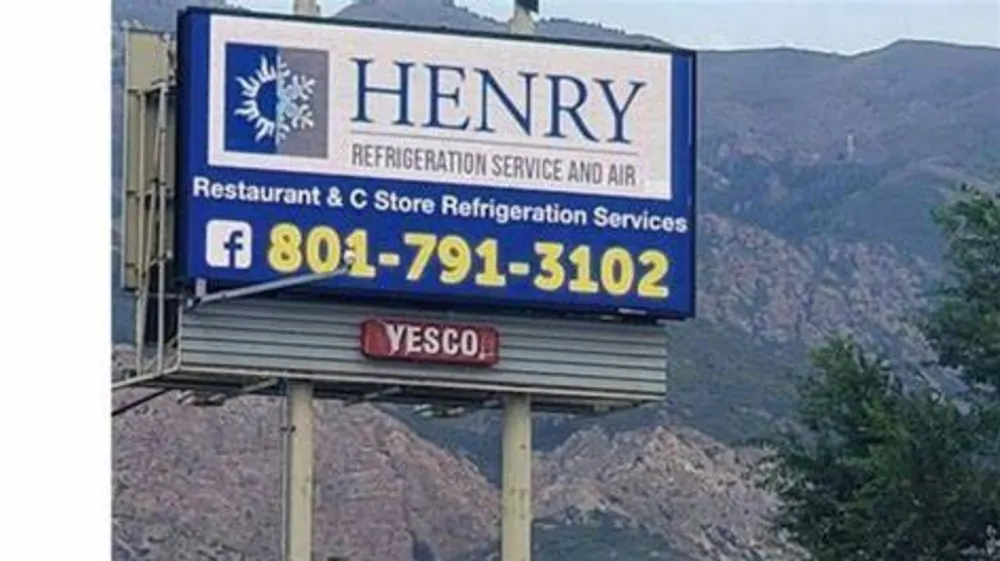 HENRY
REFRIGERATION SERVICE AND AIR
Restaurant & C Store Refrigeration Services
f 801-791-3102
YESCO